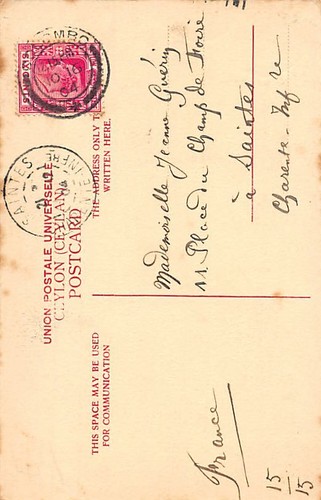 UNION POSTALE UNIVERSELLE
CEYLON (CEYLAN)
POSTCARD
THIS SPACE MAY BE USED
FOR COMMUNICATION
THE ADDRESS ONLY TO
WRITTEN HERE.
SAINTES
Mademoiselle Jeanne Guérin
11 Place du Champ de Foire
à Saintes
Charente-Infre
France
15
15